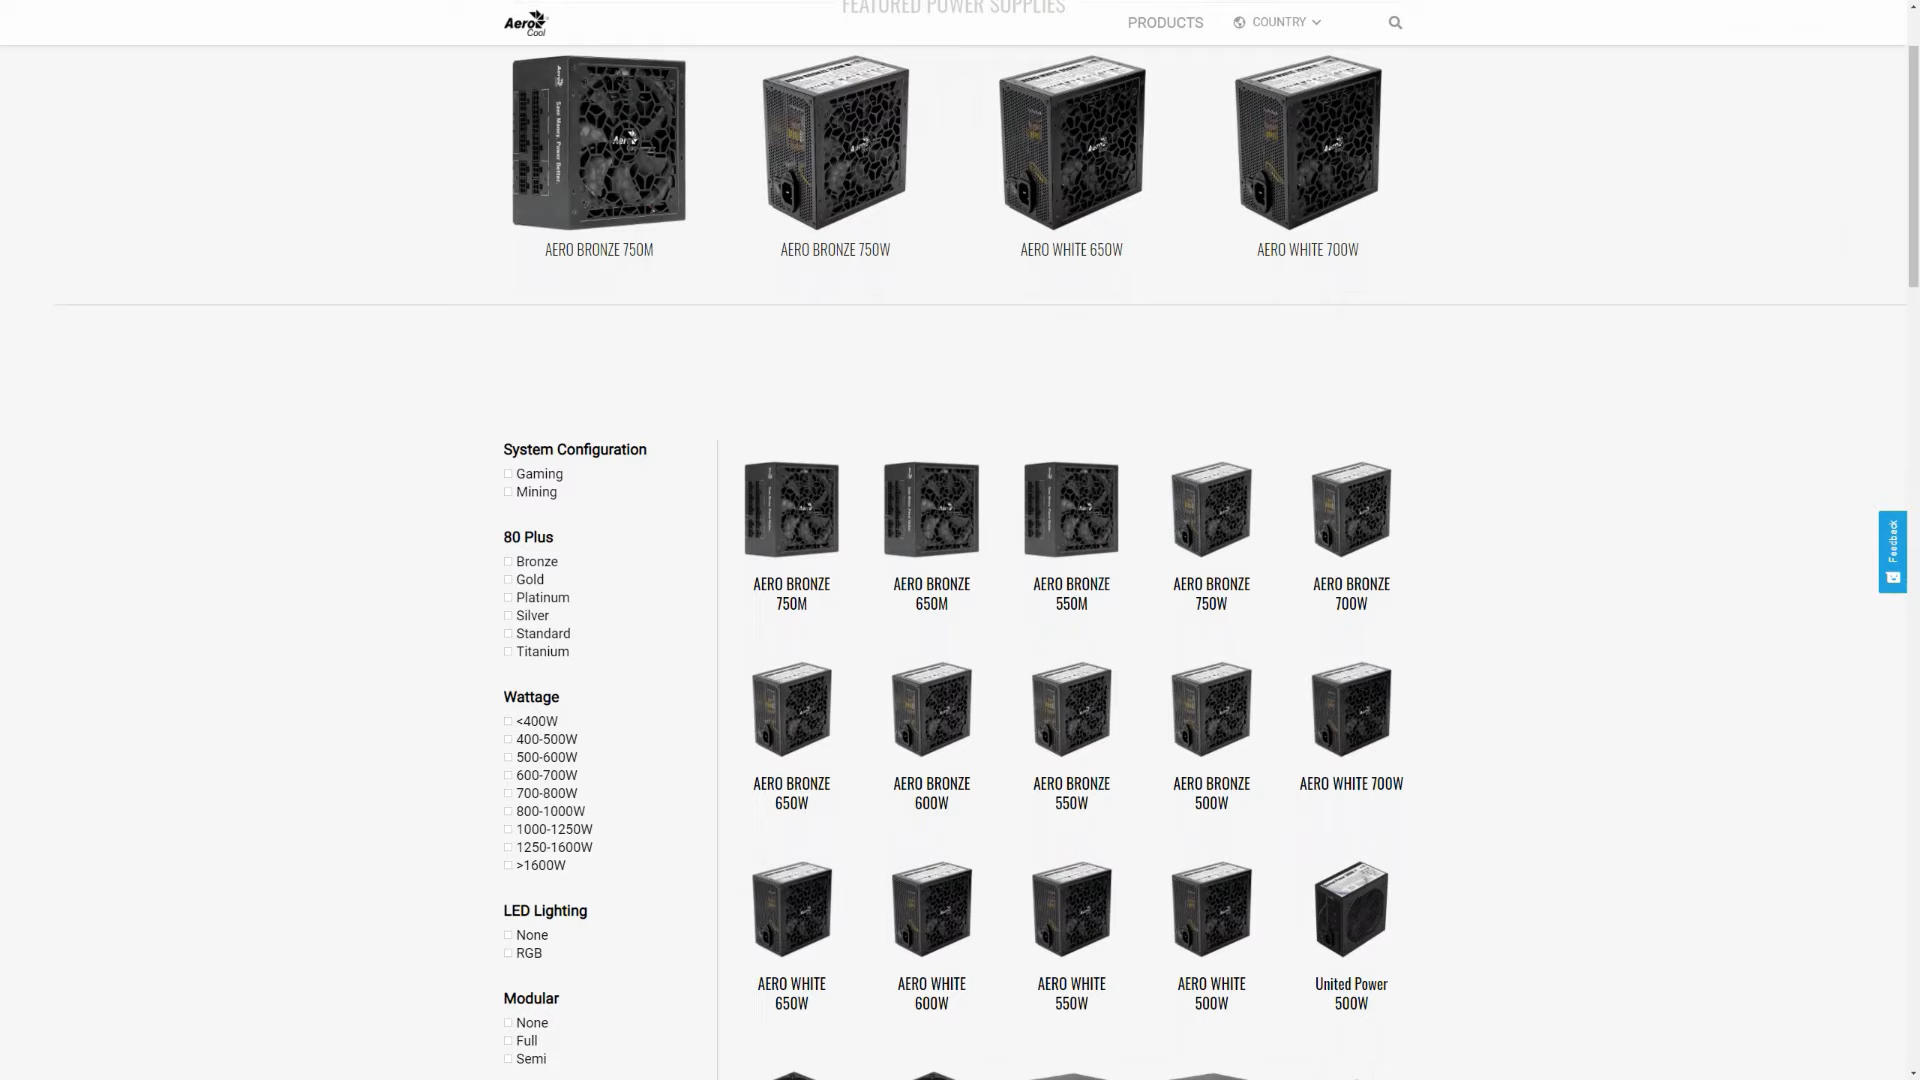 FEATURED POWER SUPPLIES
Aero
Cool
PRODUCTS
COUNTRY
AERO BRONZE 750M
AERO BRONZE 750W
AERO WHITE 650W
AERO WHITE 700W
System Configuration
Gaming
Mining
80 Plus
Bronze
Gold
Platinum
Silver
Standard
Titanium
Wattage
<400W
400-500W
500-600W
600-700W
700-800W
800-1000W
1000-1250W
1250-1600W
>1600W
LED Lighting
None
RGB
Modular
None
Full
Semi
AERO BRONZE
750M
AERO BRONZE
650M
AERO BRONZE
550M
AERO BRONZE
750W
AERO BRONZE
700W
AERO BRONZE
650W
AERO BRONZE
600W
AERO BRONZE
550W
AERO BRONZE
500W
AERO WHITE 700W
AERO WHITE
650W
AERO WHITE
600W
AERO WHITE
550W
AERO WHITE
500W
United Power
500W
Feedback